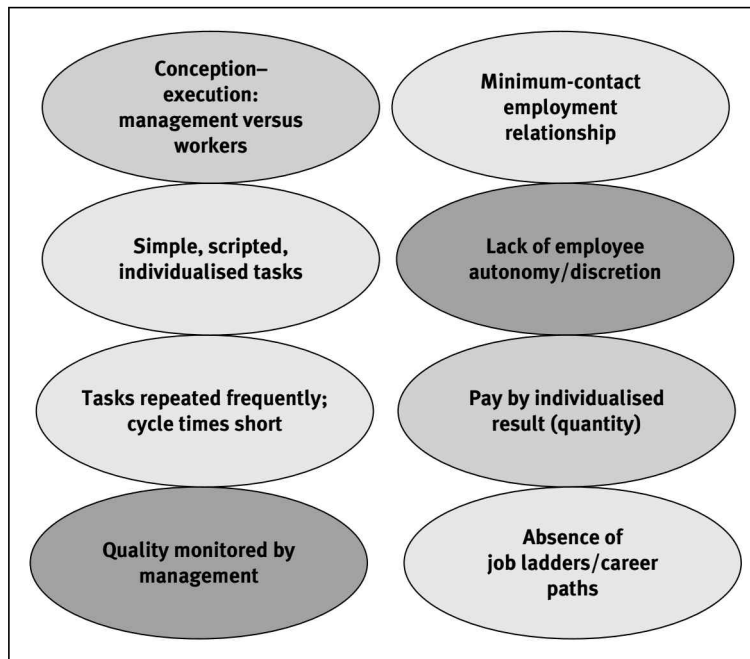 Conception–
execution:
management versus
workers
Minimum-contact
employment
relationship
Simple, scripted,
individualised tasks
Lack of employee
autonomy/discretion
Tasks repeated frequently;
cycle times short
Pay by individualised
result (quantity)
Quality monitored by
management
Absence of
job ladders/career
paths